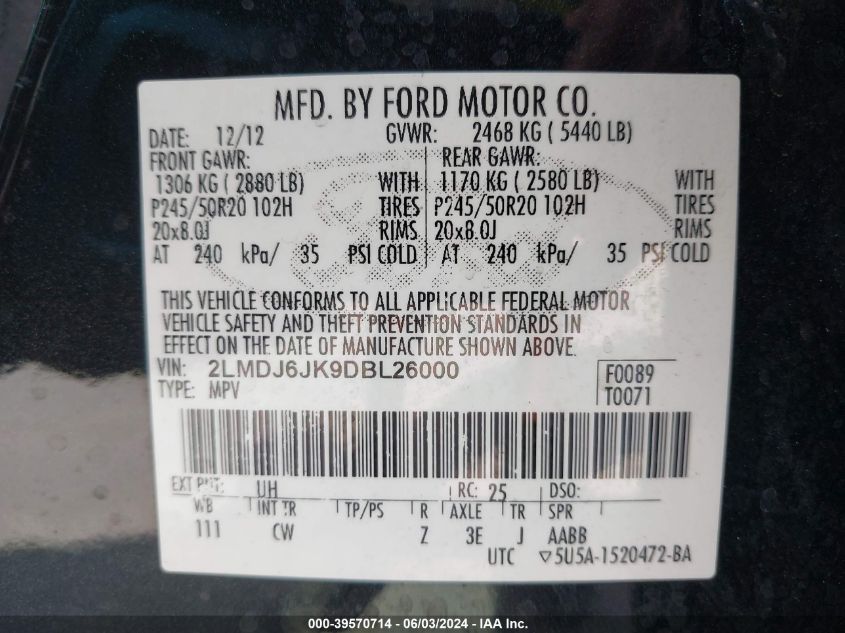 MFD. BY FORD MOTOR CO.
DATE: 12/12 GVWR: 2468 KG ( 5440 LB)
FRONT GAWR: REAR GAWR:
1306 KG ( 2880 LB) WITH 1170 KG ( 2580 LB) WITH
P245/50R20 102H TIRES P245/50R20 102H TIRES
20x8.0J RIMS 20x8.0J RIMS
AT 240 kPa/ 35 PSI COLD AT 240 kPa/ 35 PSI COLD
THIS VEHICLE CONFORMS TO ALL APPLICABLE FEDERAL MOTOR
VEHICLE SAFETY AND THEFT PREVENTION STANDARDS IN
EFFECT ON THE DATE OF MANUFACTURE SHOWN ABOVE.
VIN: 2LMDJ6JK9DBL26000 F0089
TYPE: MPV T0071
EXT PNT: UH RC: 25 DSO:
WB INT TR TP/PS R AXLE TR SPR
111 CW Z 3E J AABB
UTC ▽5U5A-1520472-BA
000-39570714 - 06/03/2024 - IAA Inc.